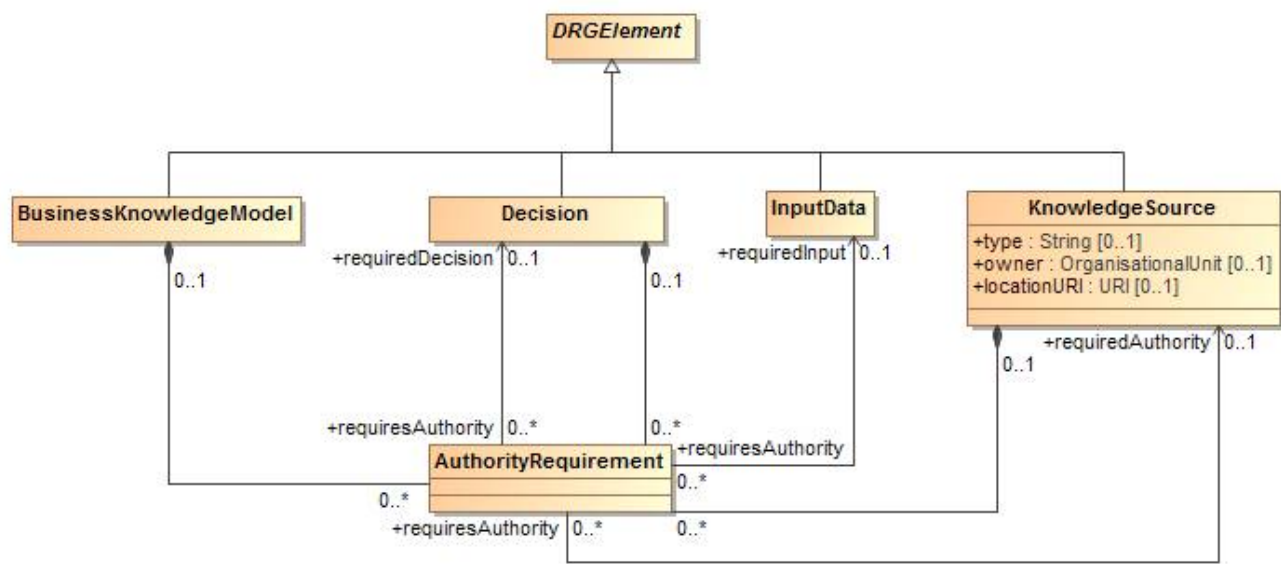 DRGElement
BusinessKnowledgeModel
Decision
InputData
KnowledgeSource
+type : String [0..1]
+owner : OrganisationalUnit [0..1]
+locationURI : URI [0..1]
0..1
+requiredDecision
0..1
0..1
+requiredInput
0..1
+requiredAuthority
0..1
0..1
+requiresAuthority
0..*
0..*
+requiresAuthority
AuthorityRequirement
0..*
0..*
+requiresAuthority
0..*
0..*